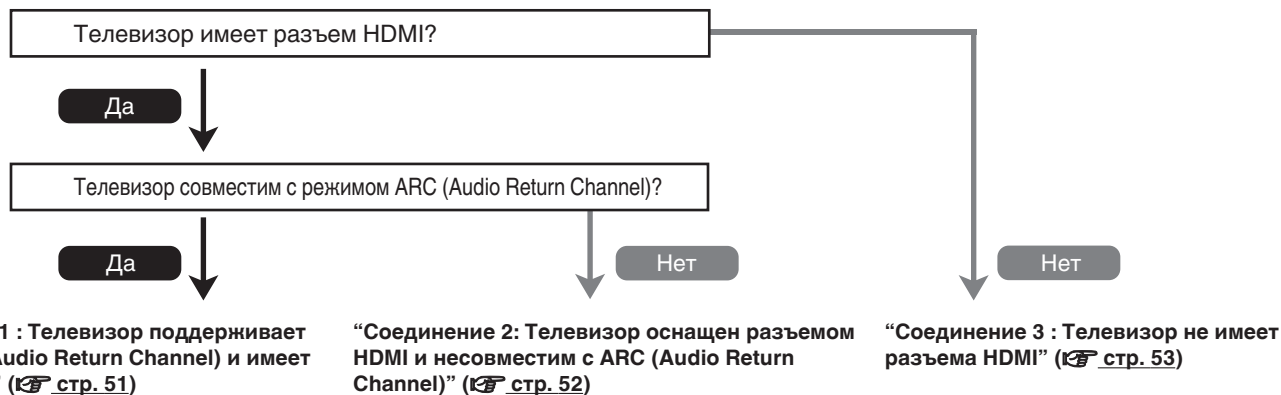 Телевизор имеет разъем HDMI?
Да
Телевизор совместим с режимом ARC (Audio Return Channel)?
Да
Нет
Нет
1 : Телевизор поддерживает
Audio Return Channel) и имеет
” (☞ стр. 51)
“Соединение 2: Телевизор оснащен разъемом
HDMI и несовместим с ARC (Audio Return
Channel)” (☞ стр. 52)
“Соединение 3 : Телевизор не имеет
разъема HDMI” (☞ стр. 53)